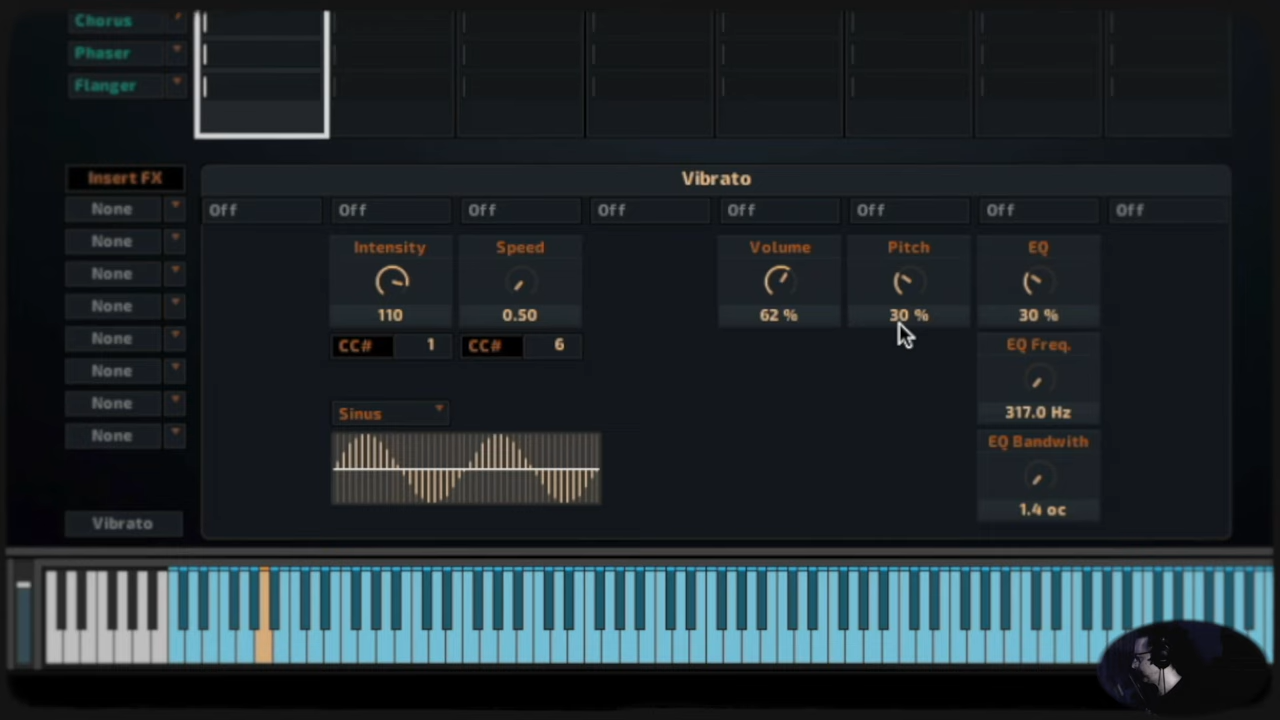 Chorus
Phaser
Flanger
Insert FX
Vibrato
None
Off Off Off Off Off Off Off Off
None
Intensity Speed Volume Pitch EQ
None
None
110 0.50 62 % 30 % 30 %
None
CC# 1 CC# 6 EQ Freq.
None
None
Sinus 317.0 Hz
None
EQ Bandwith
1.4 oc
Vibrato